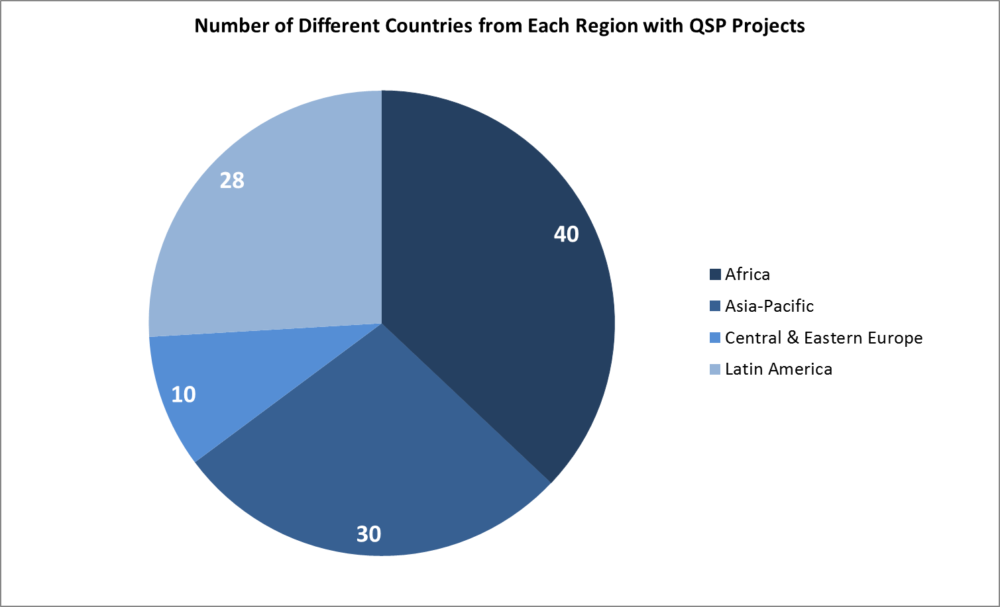 Number of Different Countries from Each Region with QSP Projects
28
40
10
30
Africa
Asia-Pacific
Central & Eastern Europe
Latin America